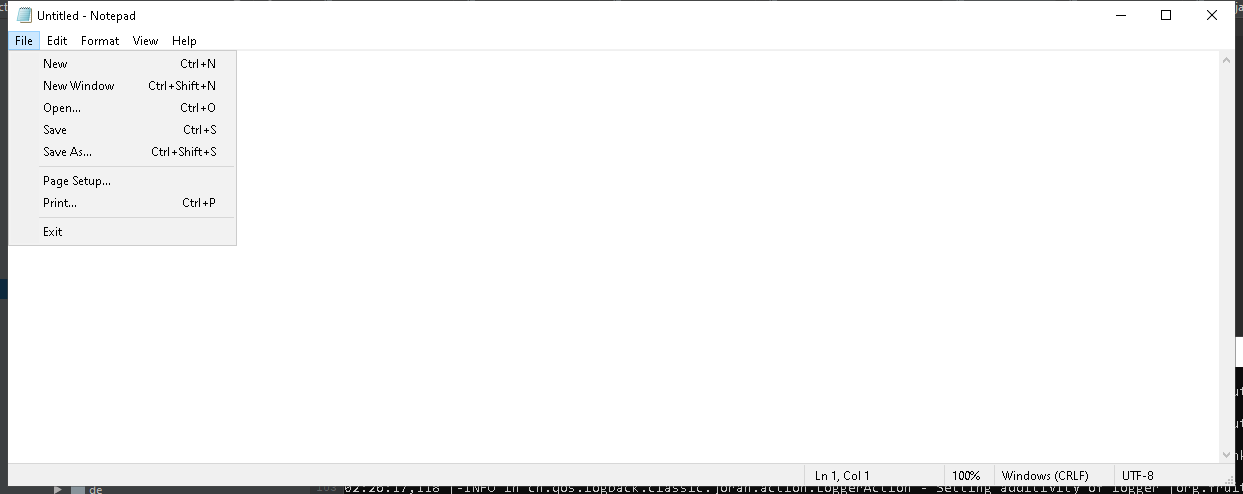 Untitled - Notepad
File Edit Format View Help
New Ctrl+N
New Window Ctrl+Shift+N
Open... Ctrl+O
Save Ctrl+S
Save As... Ctrl+Shift+S
Page Setup...
Print... Ctrl+P
Exit
Ln 1, Col 1 100% Windows (CRLF) UTF-8
de 02:26:17,118 |-INFO in ch.qos.logback.classic.joran.action.LoggerAction - Setting additivity of logger